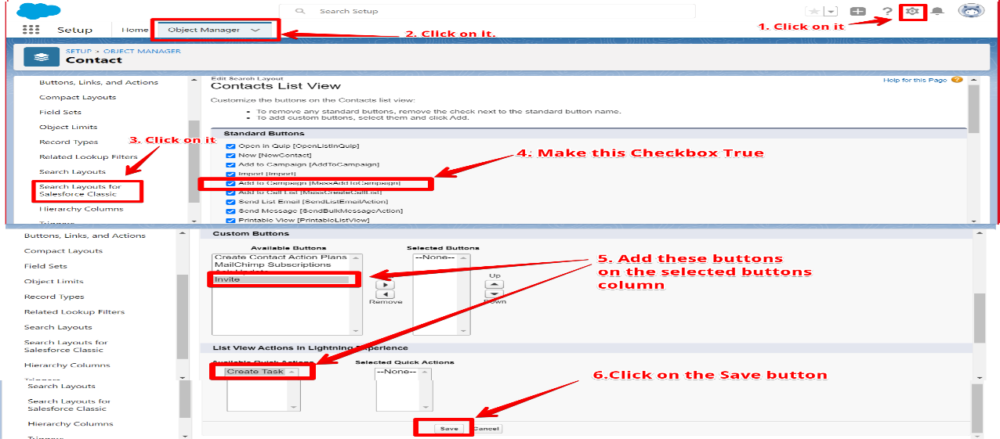 Search Setup
1. Click on it
Setup
Home
Object Manager
2. Click on it.
SETUP > OBJECT MANAGER
Contact
Buttons, Links, and Actions
Compact Layouts
Field Sets
Object Limits
Record Types
Related Lookup Filters
Search Layouts
Search Layouts for
Salesforce Classic
Hierarchy Columns
Triggers
3. Click on it
Edit Search Layout
Contacts List View
Help for this Page
Customize the buttons on the Contacts list view:
To remove any standard buttons, remove the check next to the standard button name.
To add custom buttons, select them and click Add.
Standard Buttons
Open in Quip [OpenListInQuip]
New [NewContact]
Add to Campaign [AddToCampaign]
Import [Import]
Add to Campaign [MassAddToCampaign]
Add to Call List [MassCreateCallList]
Send List Email [SendListEmailAction]
Send Message [SendBulkMessageAction]
Printable View [PrintableListView]
4. Make this Checkbox True
Buttons, Links, and Actions
Compact Layouts
Field Sets
Object Limits
Record Types
Related Lookup Filters
Search Layouts
Search Layouts for
Salesforce Classic
Hierarchy Columns
Triggers
Search Layouts
Search Layouts for
Salesforce Classic
Hierarchy Columns
Triggers
Custom Buttons
Available Buttons
Selected Buttons
Create Contact Action Plans
MailChimp Subscriptions
Invite
--None--
Remove
Up
Down
5. Add these buttons
on the selected buttons
column
List View Actions in Lightning Experience
Available Quick Actions
Selected Quick Actions
Create Task
--None--
6.Click on the Save button
Save
Cancel